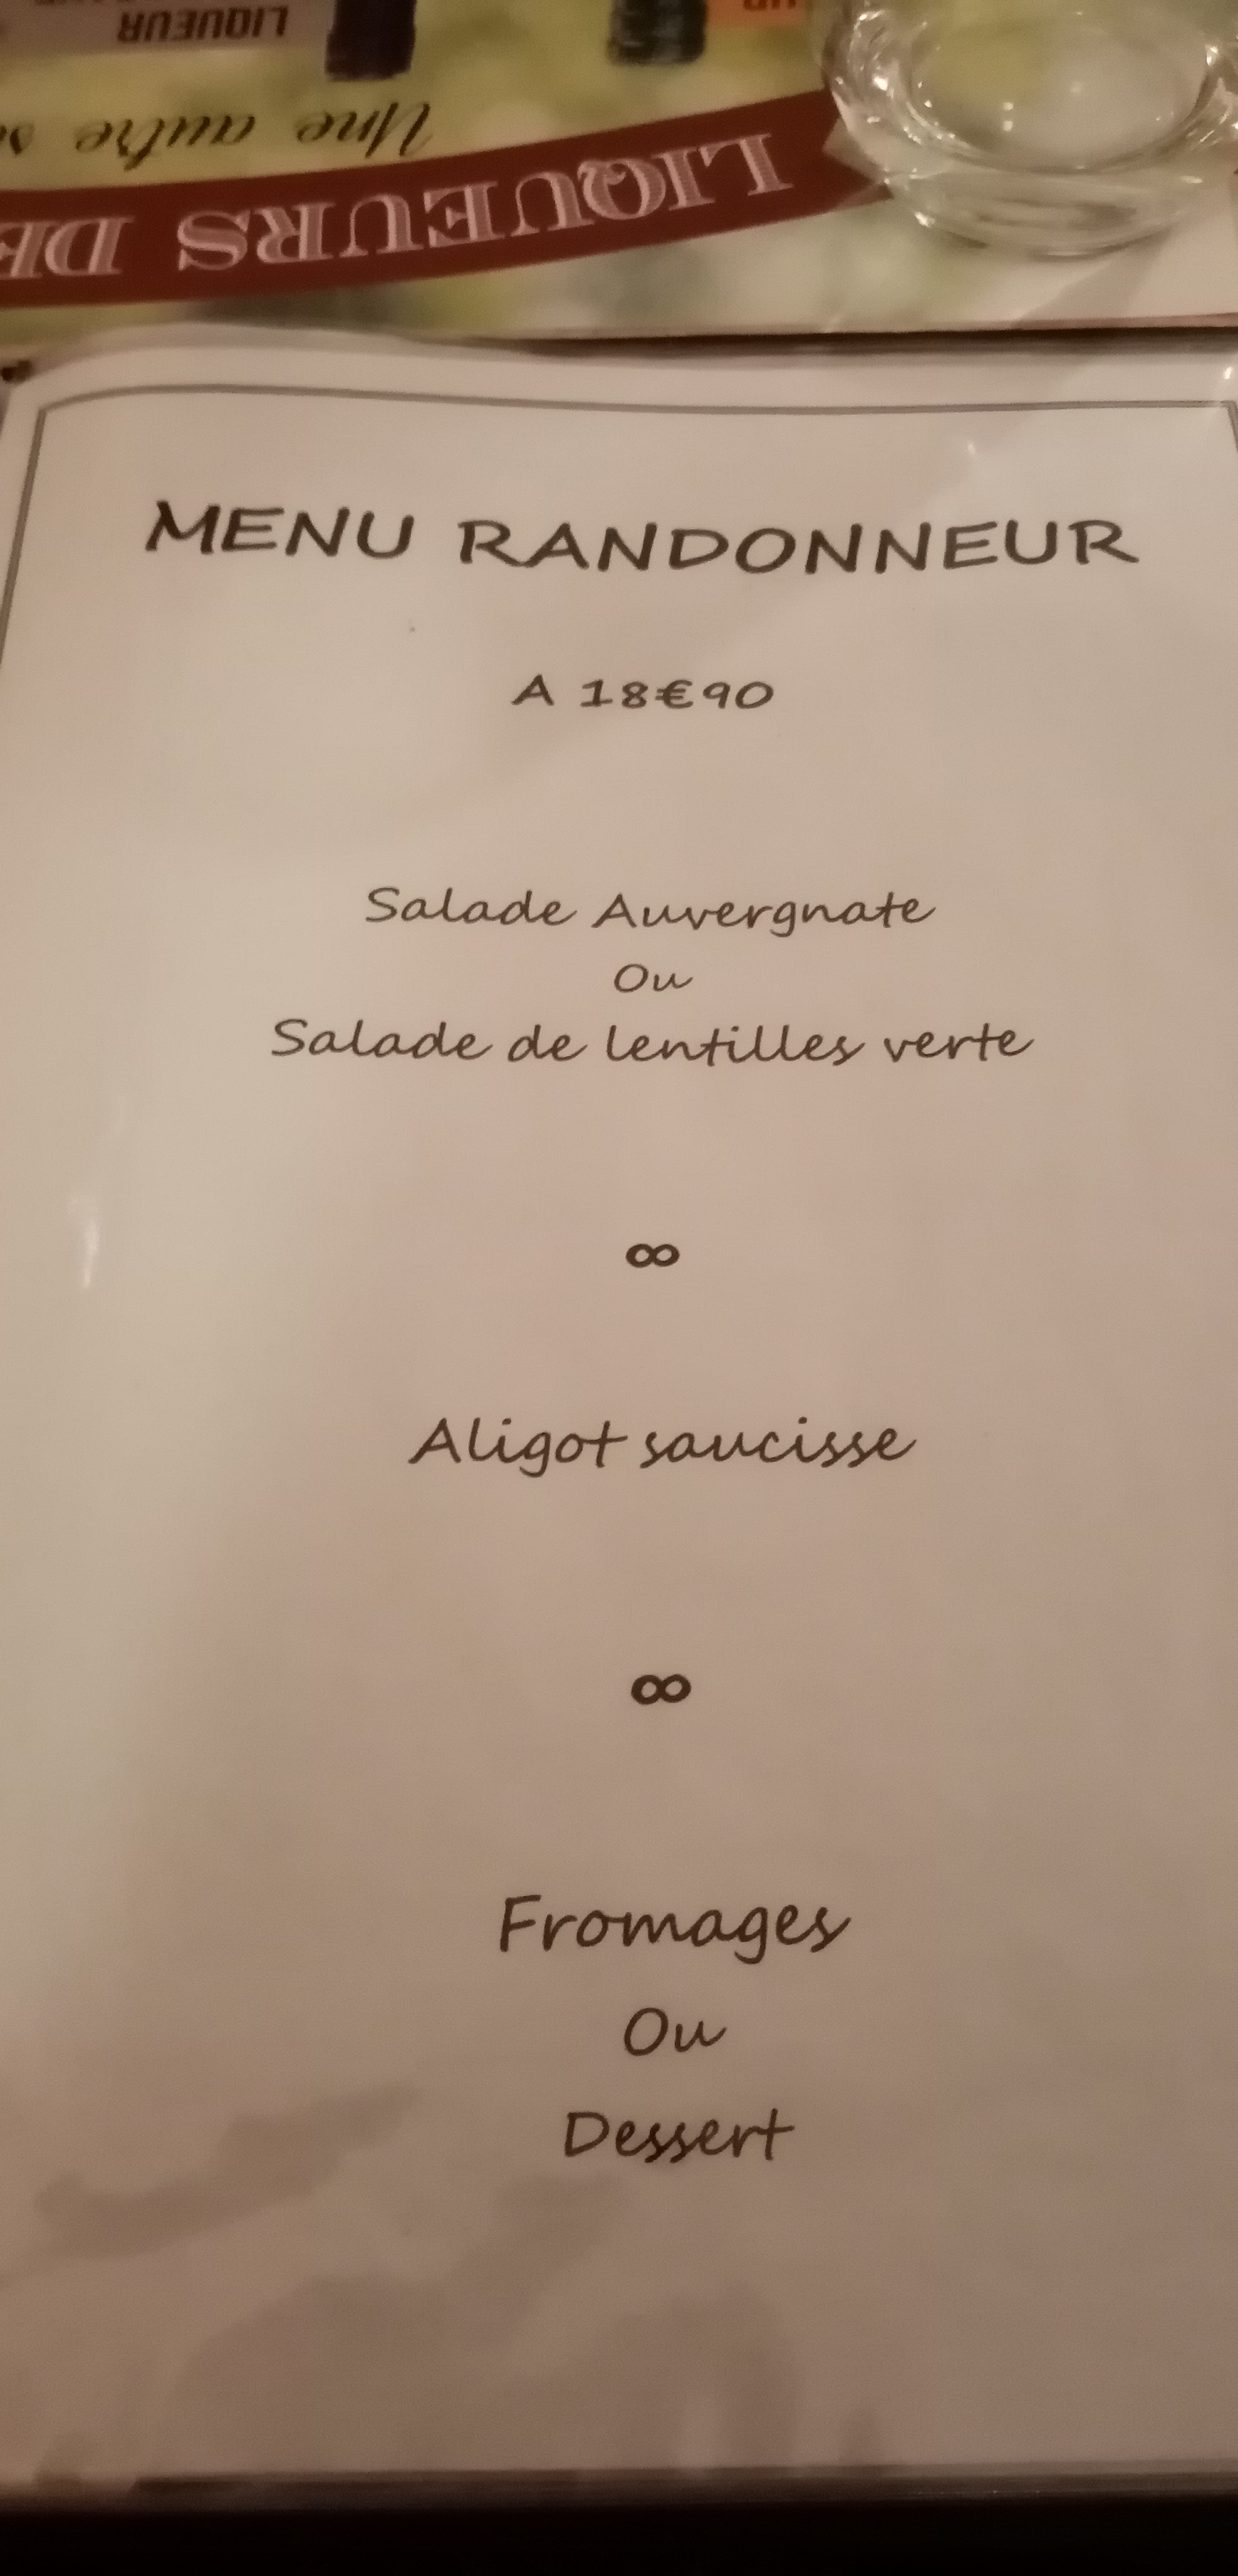 LIQUEUR
Une autre
LIQUEURS DE
MENU RANDONNEUR
A 18€90
Salade Auvergnate
Ou
Salade de lentilles verte
∞
Aligot saucisse
∞
Fromages
Ou
Dessert